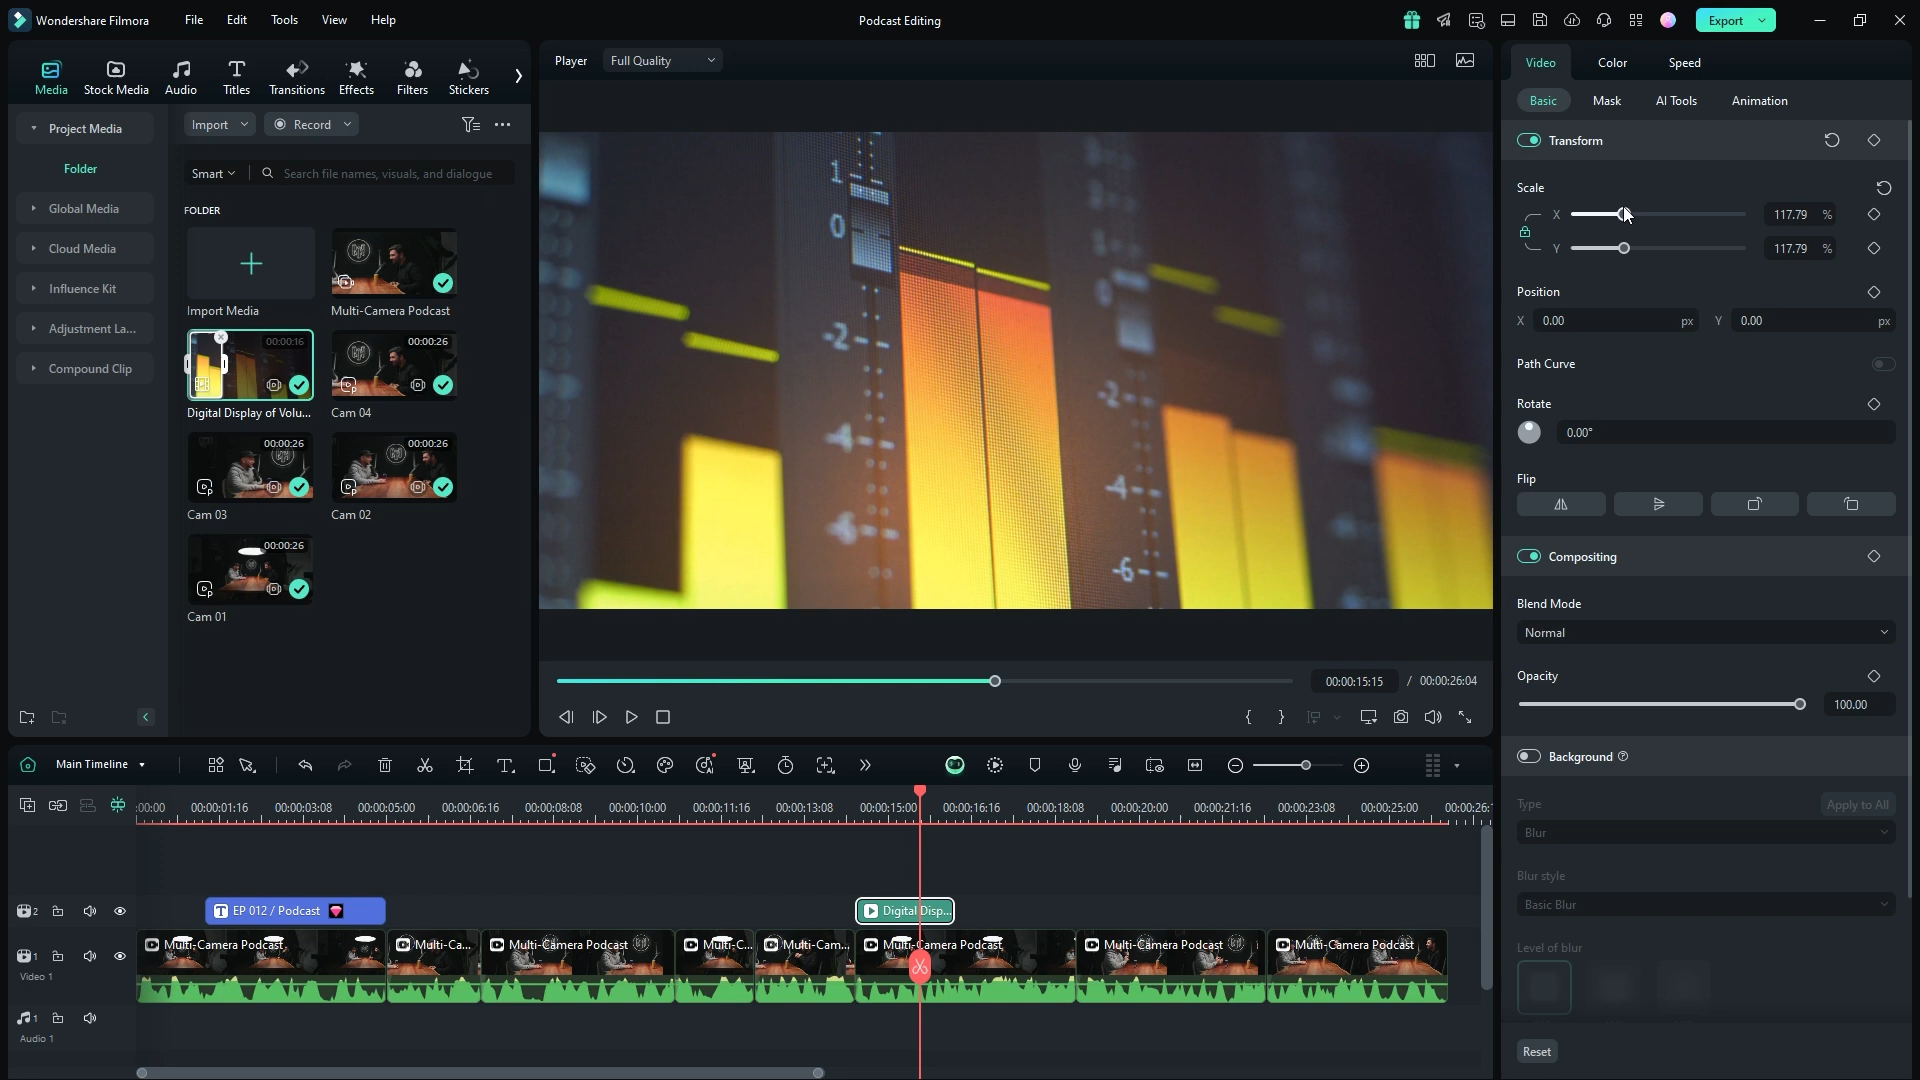 Wondershare Filmora File Edit Tools View Help
Podcast Editing
Export
Media Stock Media Audio Titles Transitions Effects Filters Stickers
Project Media
Folder
Global Media
Cloud Media
Influence Kit
Adjustment La...
Compound Clip
Import Record
Smart Search file names, visuals, and dialogue
FOLDER
Import Media
Multi-Camera Podcast
00:00:16
Digital Display of Volu...
00:00:26
Cam 04
00:00:26
Cam 03
00:00:26
Cam 02
00:00:26
Cam 01
Player Full Quality
1
0
-2
-4
-6
0
-2
-4
-6
00:00:15:15 / 00:00:26:04
Video Color Speed
Basic Mask AI Tools Animation
Transform
Scale
X 117.79 %
Y 117.79 %
Position
X 0.00 px Y 0.00 px
Path Curve
Rotate
0.00°
Flip
Compositing
Blend Mode
Normal
Opacity
100.00
Background
Type Apply to All
Blur
Blur style
Basic Blur
Level of blur
Reset
Main Timeline
:00:00 00:00:01:16 00:00:03:08 00:00:05:00 00:00:06:16 00:00:08:08 00:00:10:00 00:00:11:16 00:00:13:08 00:00:15:00 00:00:16:16 00:00:18:08 00:00:20:00 00:00:21:16 00:00:23:08 00:00:25:00 00:00:26:1
2 EP 012 / Podcast Digital Disp...
1 Multi-Camera Podcast Multi-Ca... Multi-Camera Podcast Multi-C... Multi-Cam... Multi-Camera Podcast Multi-Camera Podcast Multi-Camera Podcast
Video 1
1
Audio 1